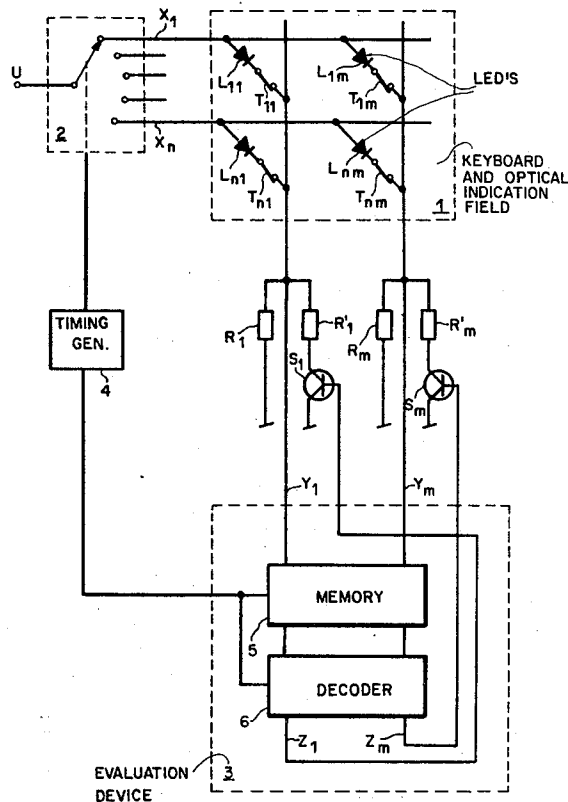 X1
U
2
Xn
L11
T11
L1m
T1m
Ln1
Tn1
Lnm
Tnm
LED'S
KEYBOARD
AND OPTICAL
INDICATION
FIELD
1
TIMING
GEN.
4
R1
R'1
S1
Rm
R'm
Sm
Y1
Ym
MEMORY
5
DECODER
6
Z1
Zm
EVALUATION
DEVICE
3